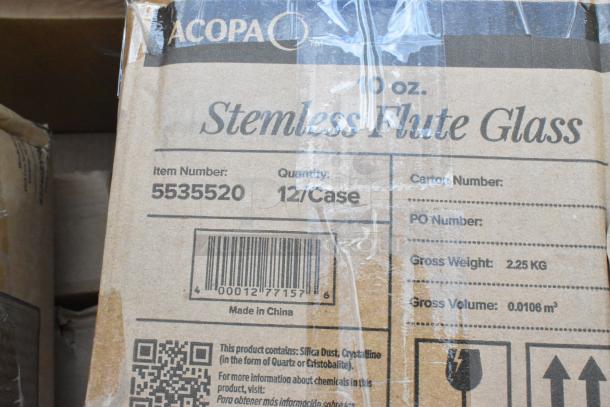 ACOPA
10 oz.
Stemless Flute Glass
Item Number:
5535520
Quantity:
12/Case
4 00012 77157 6
Made in China
This product contains: Silica Dust, Crystalline
(in the form of Quartz or Cristobalite).
For more information about chemicals in this
product, visit:
Para obtener más información sobre los
Carton Number:
PO Number:
Gross Weight: 2.25 KG
Gross Volume: 0.0106 m³